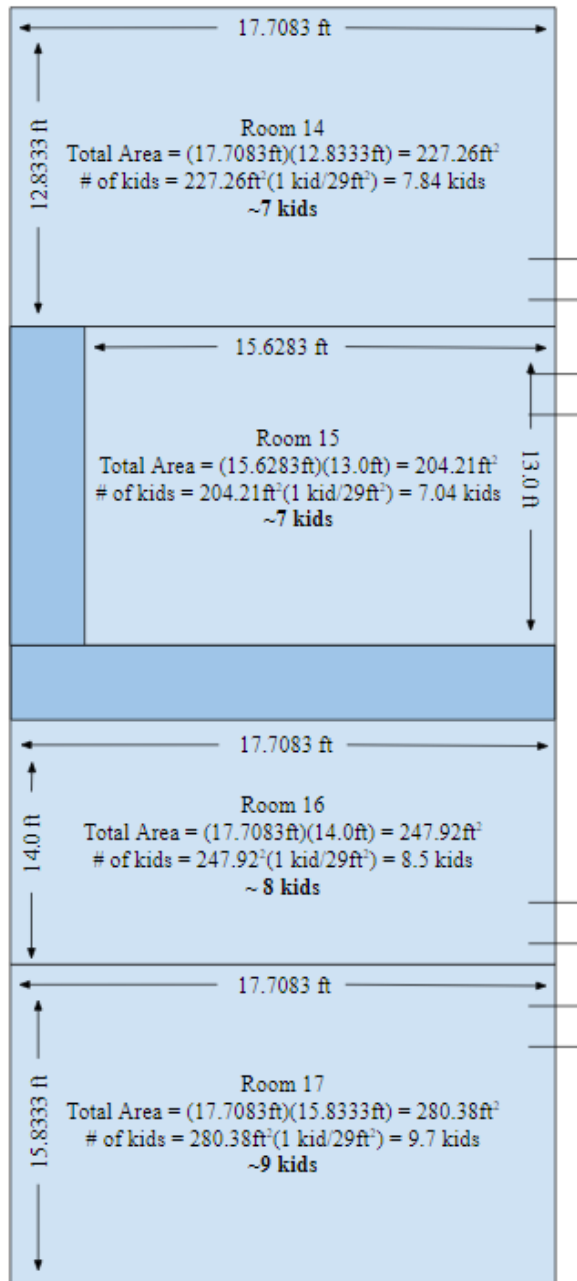 17.7083 ft
12.8333 ft
Room 14
Total Area = (17.7083ft)(12.8333ft) = 227.26ft²
# of kids = 227.26ft²(1 kid/29ft²) = 7.84 kids
~7 kids
15.6283 ft
13.0 ft
Room 15
Total Area = (15.6283ft)(13.0ft) = 204.21ft²
# of kids = 204.21ft²(1 kid/29ft²) = 7.04 kids
~7 kids
17.7083 ft
14.0 ft
Room 16
Total Area = (17.7083ft)(14.0ft) = 247.92ft²
# of kids = 247.92²(1 kid/29ft²) = 8.5 kids
~ 8 kids
17.7083 ft
15.8333 ft
Room 17
Total Area = (17.7083ft)(15.8333ft) = 280.38ft²
# of kids = 280.38ft²(1 kid/29ft²) = 9.7 kids
~9 kids